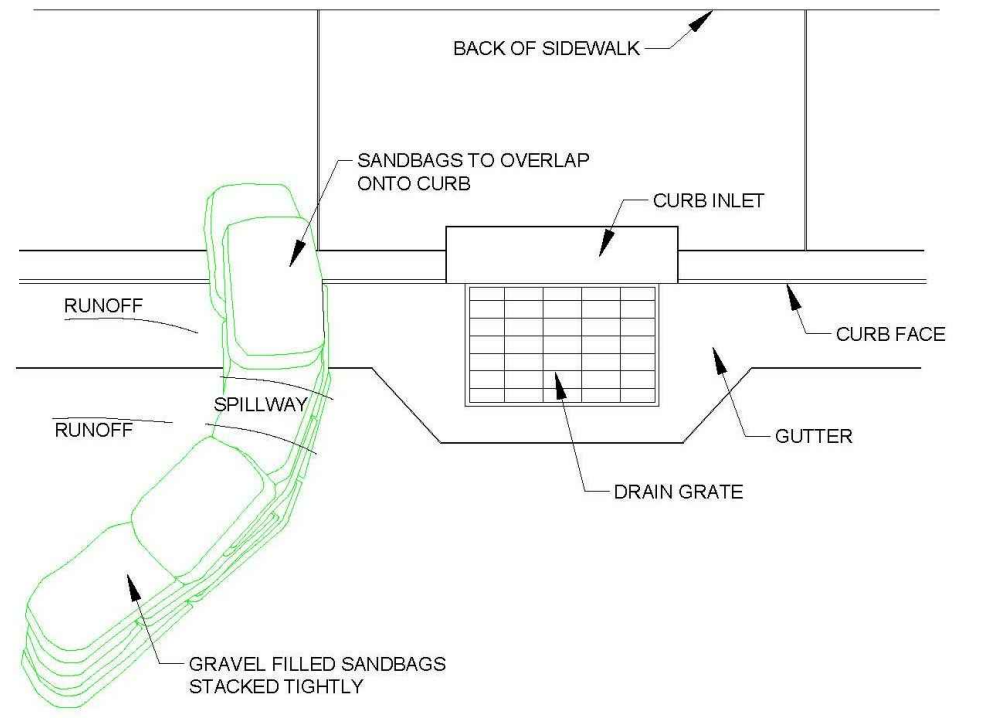 BACK OF SIDEWALK
SANDBAGS TO OVERLAP
ONTO CURB
CURB INLET
RUNOFF
CURB FACE
SPILLWAY
RUNOFF
GUTTER
DRAIN GRATE
GRAVEL FILLED SANDBAGS
STACKED TIGHTLY